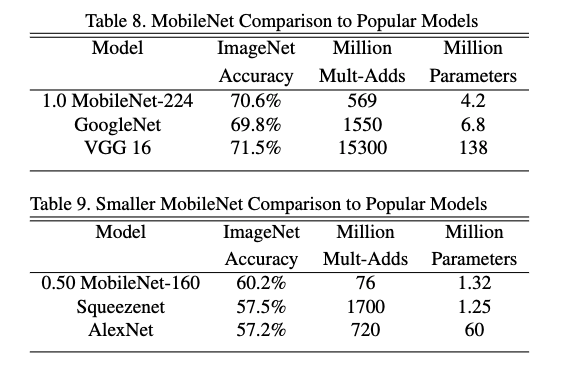 Table 8. MobileNet Comparison to Popular Models
Model ImageNet Million Million
Accuracy Mult-Adds Parameters
1.0 MobileNet-224 70.6% 569 4.2
GoogleNet 69.8% 1550 6.8
VGG 16 71.5% 15300 138
Table 9. Smaller MobileNet Comparison to Popular Models
Model ImageNet Million Million
Accuracy Mult-Adds Parameters
0.50 MobileNet-160 60.2% 76 1.32
Squeezenet 57.5% 1700 1.25
AlexNet 57.2% 720 60